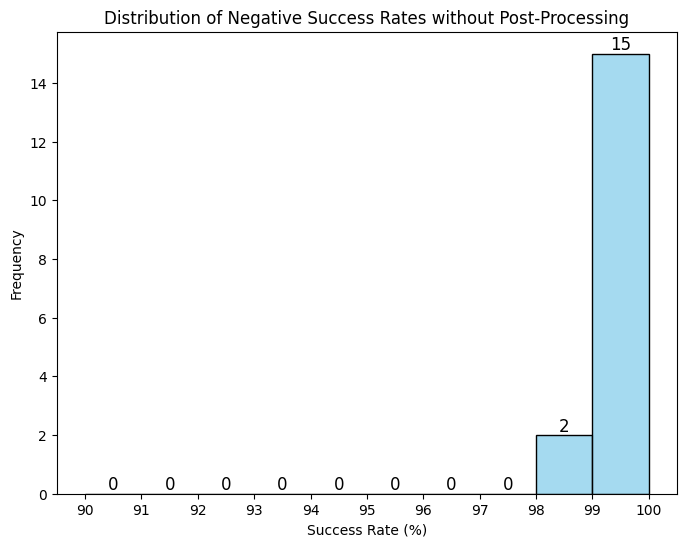 Distribution of Negative Success Rates without Post-Processing
15
14
12
10
8
6
4
2
0
Frequency
2
0 0 0 0 0 0 0 0
90 91 92 93 94 95 96 97 98 99 100
Success Rate (%)